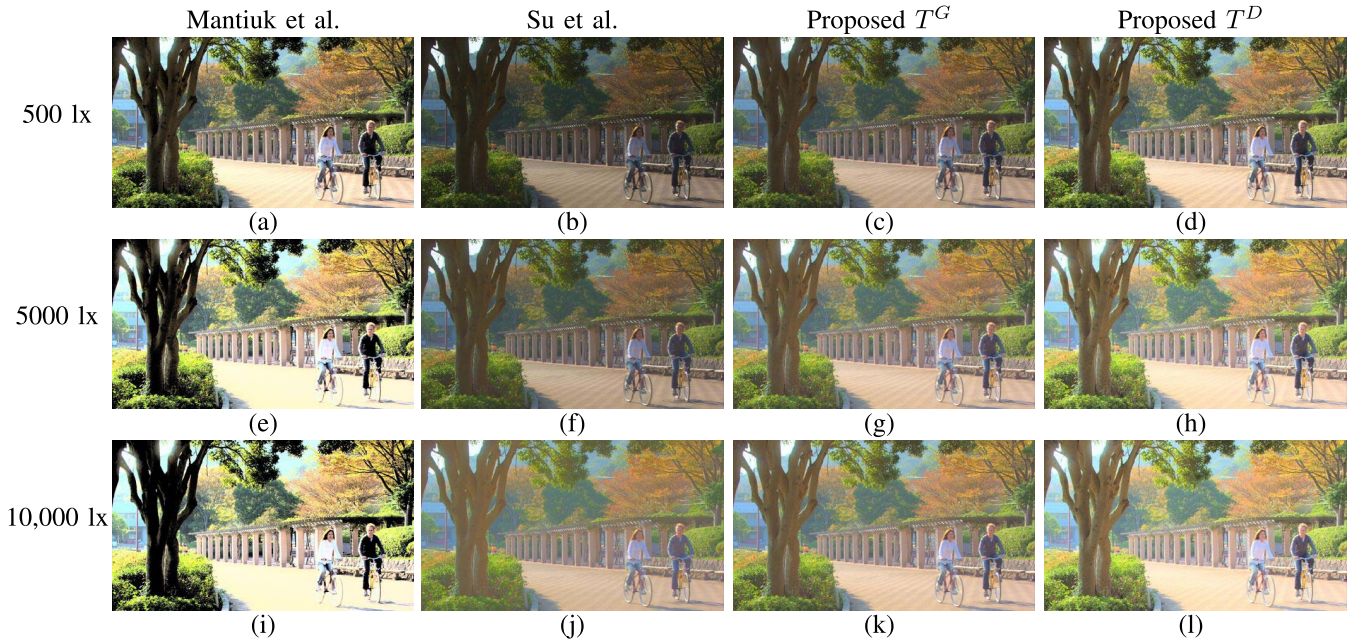 Mantiuk et al. Su et al. Proposed T^G Proposed T^D
500 lx
(a) (b) (c) (d)
5000 lx
(e) (f) (g) (h)
10,000 lx
(i) (j) (k) (l)